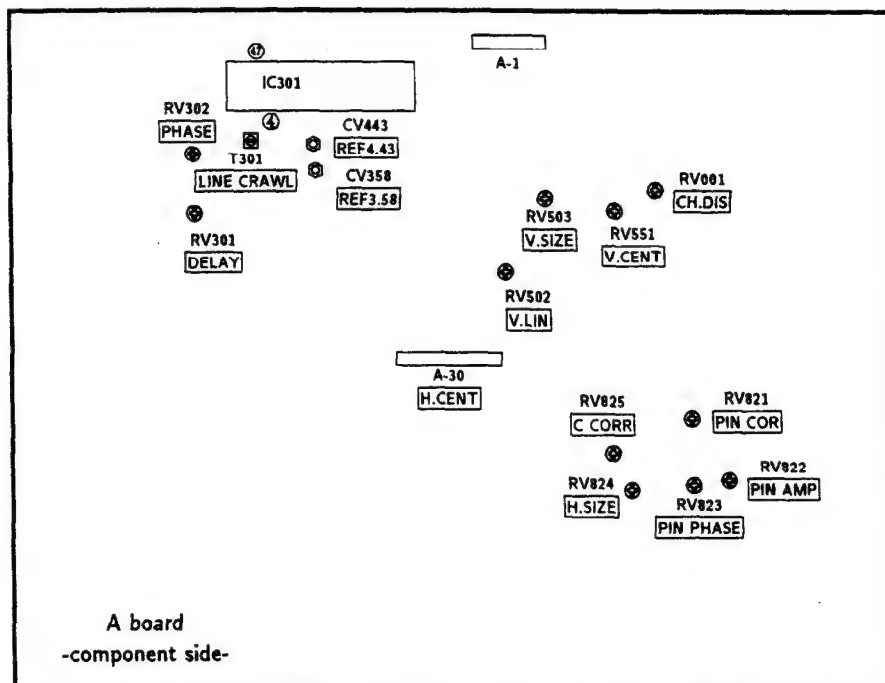 47
IC301
A-1
RV302
PHASE
4
T301
LINE CRAWL
CV443
REF4.43
CV358
REF3.58
RV301
DELAY
RV503
V.SIZE
RV551
V.CENT
RV001
CH.DIS
RV502
V.LIN
A-30
H.CENT
RV825
C CORR
RV821
PIN COR
RV824
H.SIZE
RV823
PIN PHASE
RV822
PIN AMP
A board
-component side-